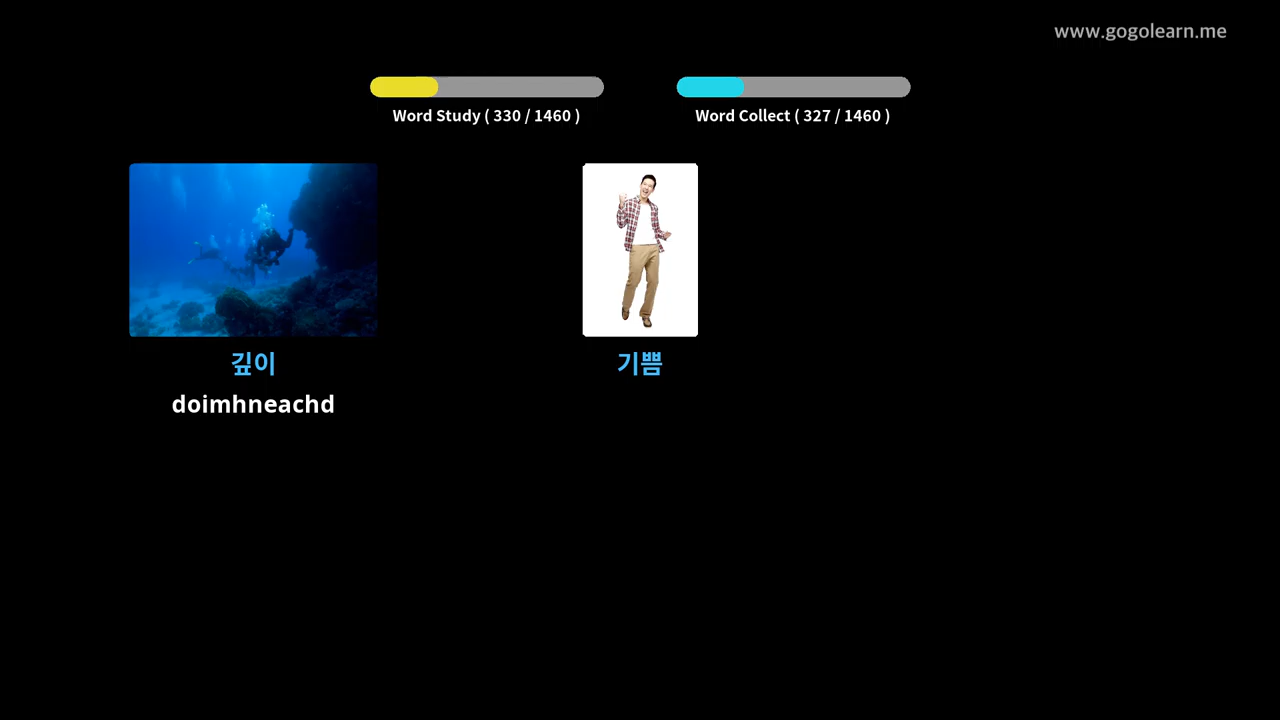 www.gogolearn.me
Word Study ( 330 / 1460 )
Word Collect ( 327 / 1460 )
깊이
기쁨
doimhneachd